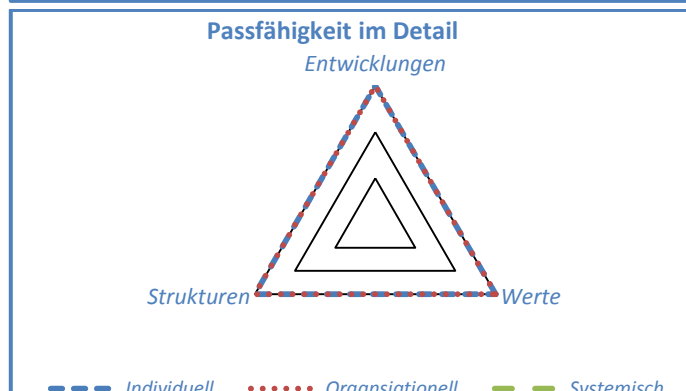 Passfähigkeit im Detail
Entwicklungen
Strukturen Werte
Individuell Organsiationell Systemisch